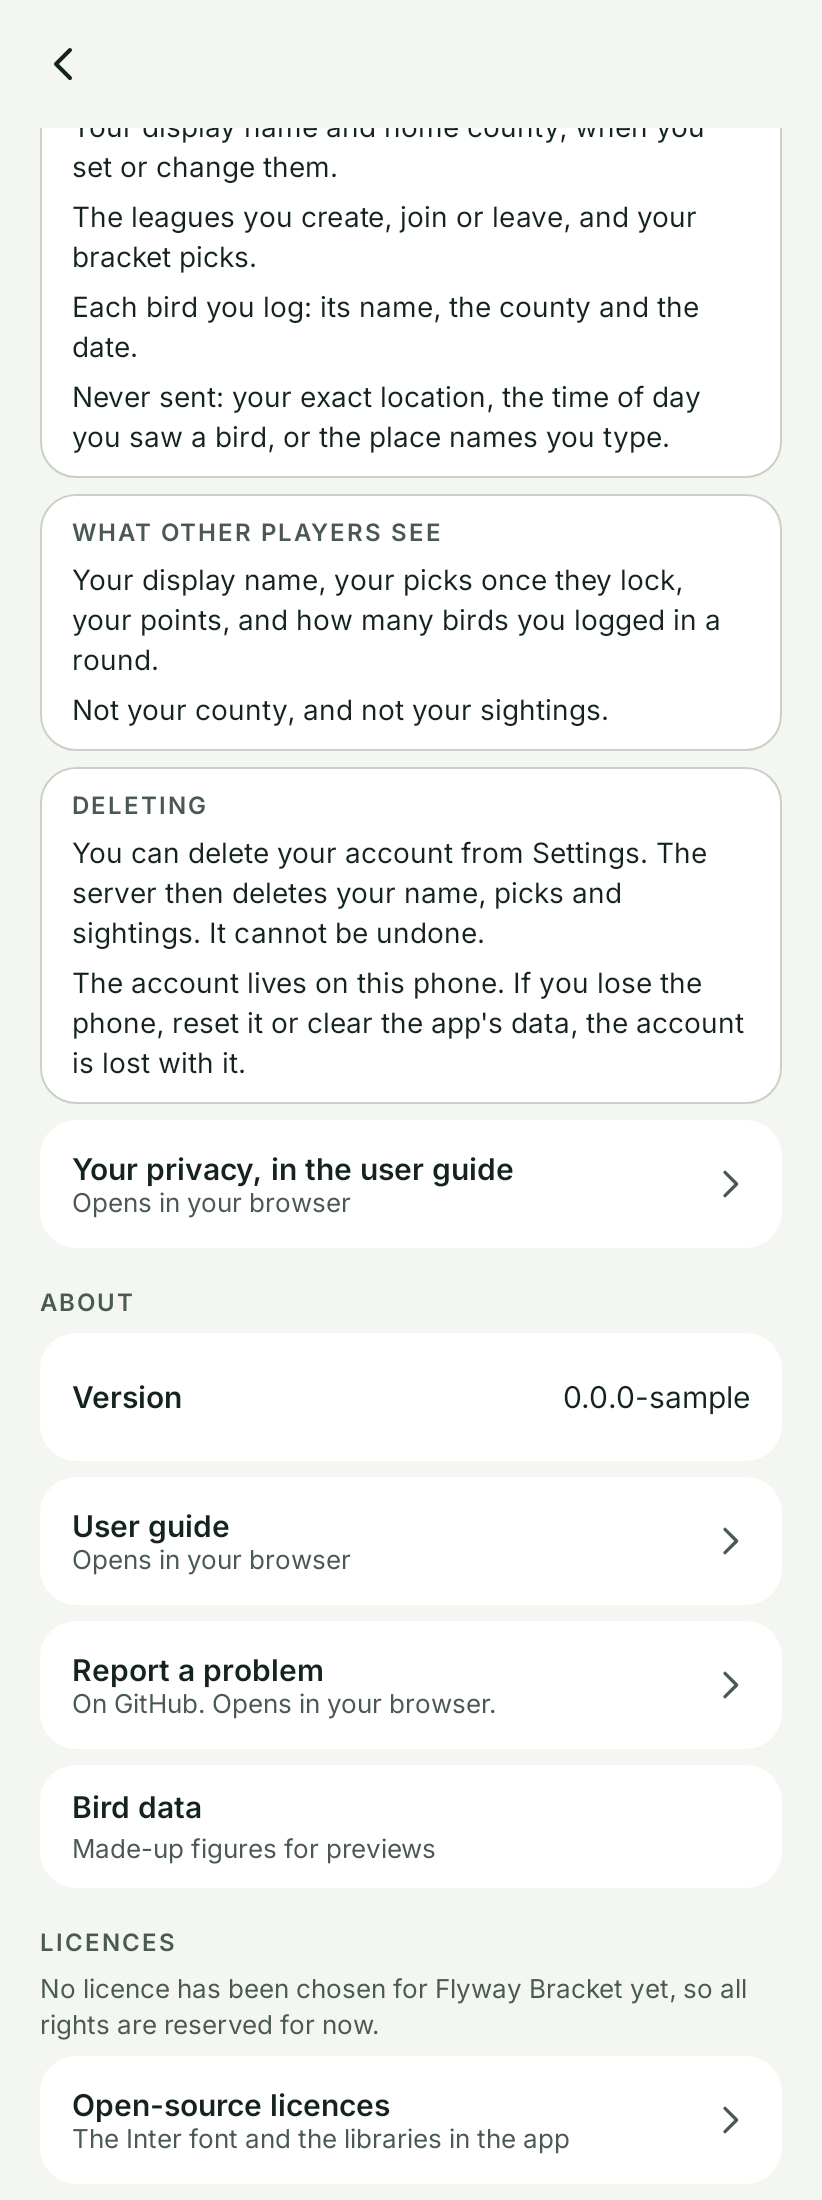 Your display name and home county, when you
set or change them.
The leagues you create, join or leave, and your
bracket picks.
Each bird you log: its name, the county and the
date.
Never sent: your exact location, the time of day
you saw a bird, or the place names you type.
WHAT OTHER PLAYERS SEE
Your display name, your picks once they lock,
your points, and how many birds you logged in a
round.
Not your county, and not your sightings.
DELETING
You can delete your account from Settings. The
server then deletes your name, picks and
sightings. It cannot be undone.
The account lives on this phone. If you lose the
phone, reset it or clear the app's data, the account
is lost with it.
Your privacy, in the user guide
Opens in your browser
ABOUT
Version 0.0.0-sample
User guide
Opens in your browser
Report a problem
On GitHub. Opens in your browser.
Bird data
Made-up figures for previews
LICENCES
No licence has been chosen for Flyway Bracket yet, so all
rights are reserved for now.
Open-source licences
The Inter font and the libraries in the app